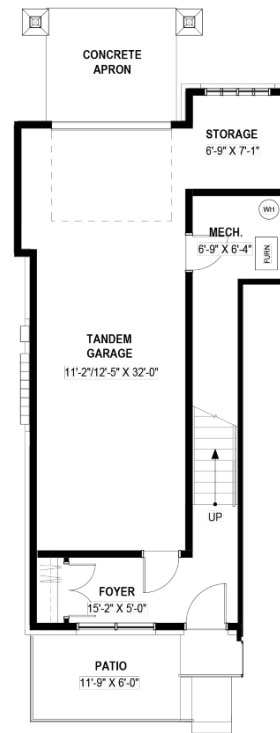 CONCRETE
APRON
STORAGE
6'-9" X 7'-1"
WH
MECH.
6'-9" X 6'-4"
FURN.
TANDEM
GARAGE
11'-2"/12'-5" X 32'-0"
UP
FOYER
15'-2" X 5'-0"
PATIO
11'-9" X 6'-0"